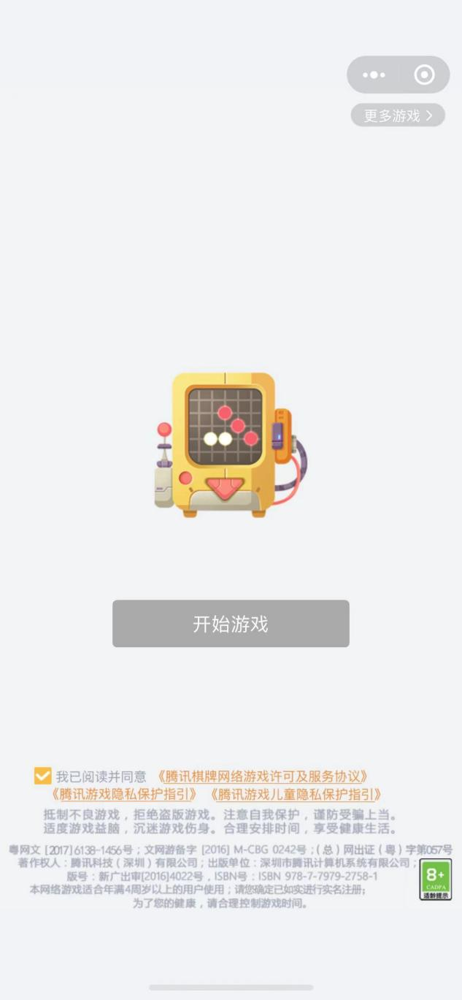 更多游戏
开始游戏
我已阅读并同意 《腾讯棋牌网络游戏许可及服务协议》
《腾讯游戏隐私保护指引》 《腾讯游戏儿童隐私保护指引》
抵制不良游戏，拒绝盗版游戏。注意自我保护，谨防受骗上当。
适度游戏益脑，沉迷游戏伤身。合理安排时间，享受健康生活。
粤网文 [2017]6138-1456号；文网游备字 [2016] M-CBG 0242号；(总）网出证（粤）字第057号
著作权人：腾讯科技（深圳）有限公司；出版单位：深圳市腾讯计算机系统有限公司；
版号：新广出审[2016]4022号，ISBN号：ISBN 978-7-7979-2758-1
本网络游戏适合年满4周岁以上的用户使用；请您确定已如实进行实名注册；
为了您的健康，请合理控制游戏时间。
8+
CADPA
适龄提示